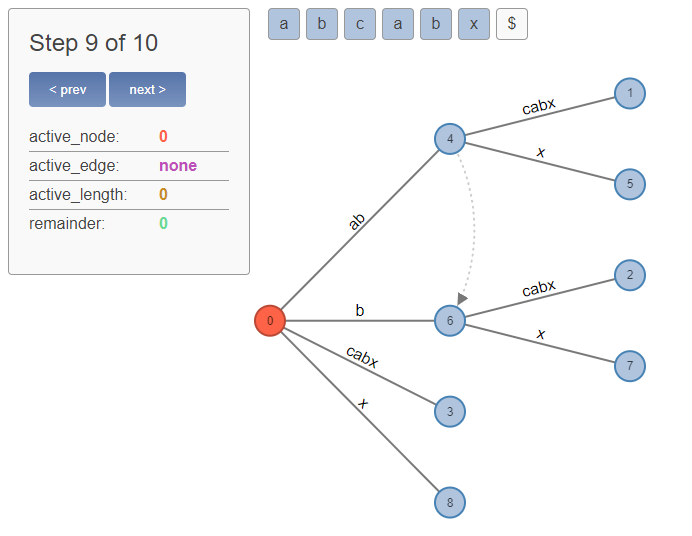 Step 9 of 10
< prev next >
active_node: 0
active_edge: none
active_length: 0
remainder: 0
a b c a b x $
1
cabx
4
x
5
ab
2
cabx
0
b
6
x
7
cabx
x
3
8